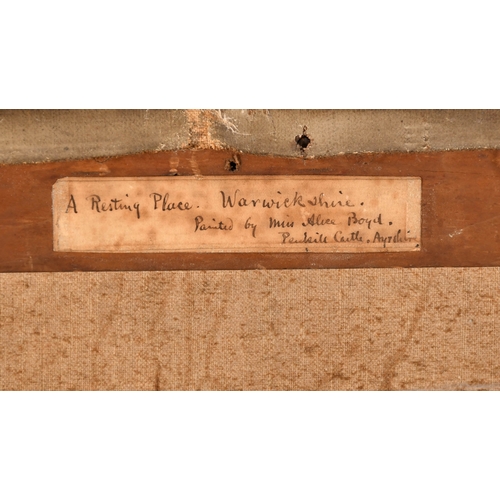 A Resting Place. Warwickshire.
Painted by Miss Alice Boyd.
Penkill Castle, Ayrshire.